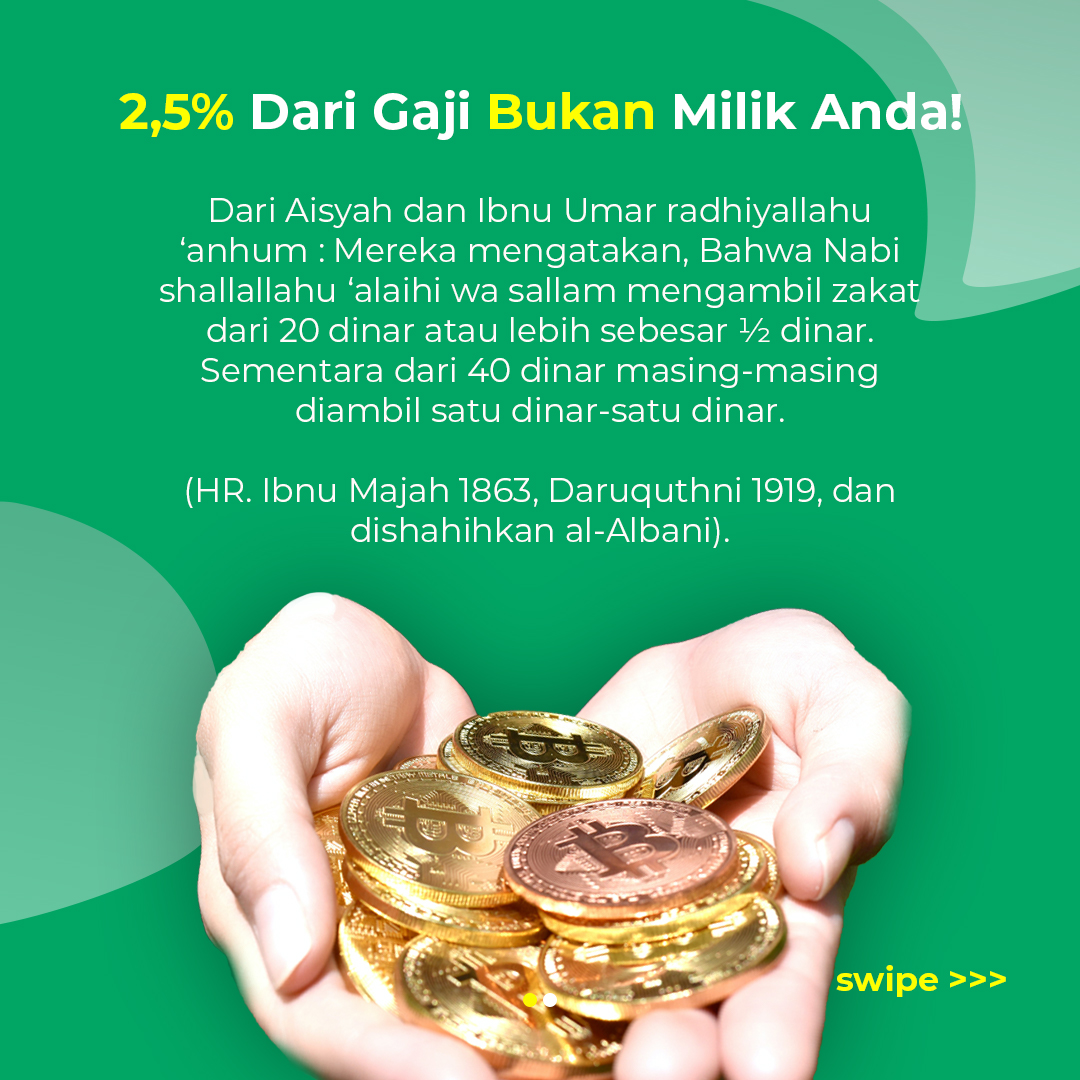 2,5% Dari Gaji Bukan Milik Anda!
Dari Aisyah dan Ibnu Umar radhiyallahu
‘anhum : Mereka mengatakan, Bahwa Nabi
shallallahu ‘alaihi wa sallam mengambil zakat
dari 20 dinar atau lebih sebesar ½ dinar.
Sementara dari 40 dinar masing-masing
diambil satu dinar-satu dinar.
(HR. Ibnu Majah 1863, Daruquthni 1919, dan
dishahihkan al-Albani).
swipe >>>